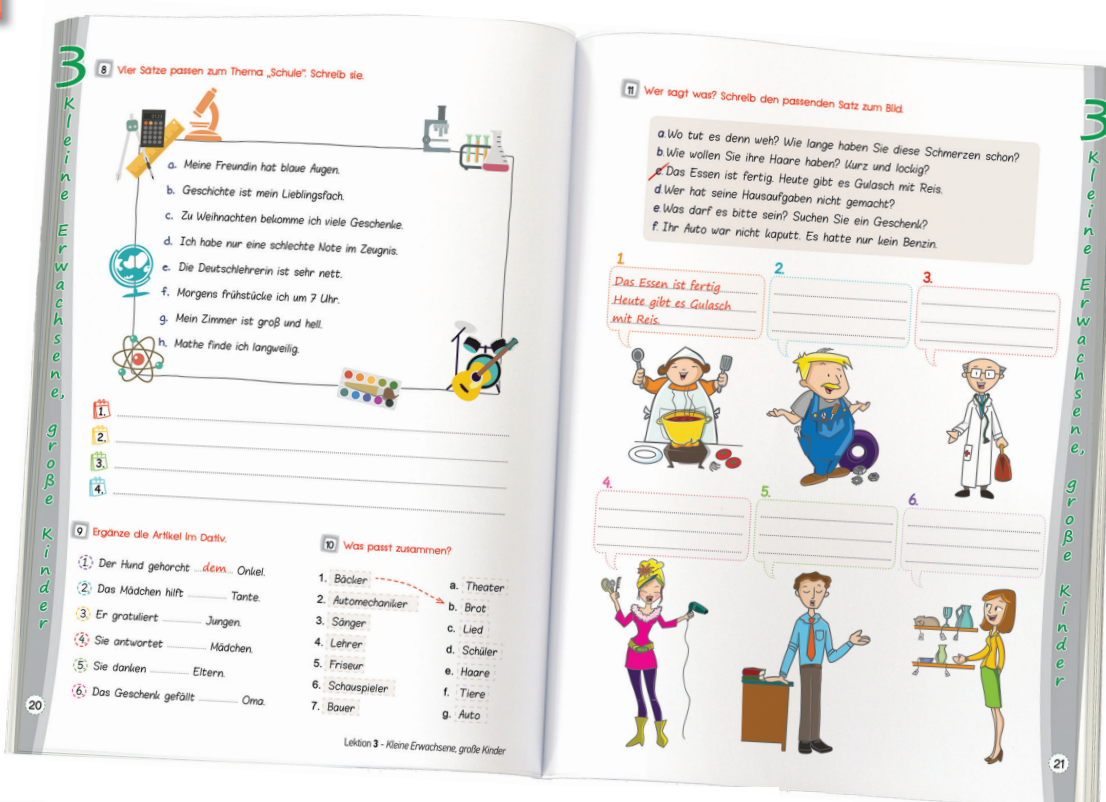 3
Kleine Erwachsene, große Kinder
8 Vier Sätze passen zum Thema „Schule“. Schreib sie.
a. Meine Freundin hat blaue Augen.
b. Geschichte ist mein Lieblingsfach.
c. Zu Weihnachten bekomme ich viele Geschenke.
d. Ich habe nur eine schlechte Note im Zeugnis.
e. Die Deutschlehrerin ist sehr nett.
f. Morgens frühstücke ich um 7 Uhr.
g. Mein Zimmer ist groß und hell.
h. Mathe finde ich langweilig.
1.
2.
3.
4.
9 Ergänze die Artikel im Dativ.
1. Der Hund gehorcht ...dem... Onkel.
2. Das Mädchen hilft .......... Tante.
3. Er gratuliert .......... Jungen.
4. Sie antwortet .......... Mädchen.
5. Sie danken .......... Eltern.
6. Das Geschenk gefällt .......... Oma.
10 Was passt zusammen?
1. Bäcker
2. Automechaniker
3. Sänger
4. Lehrer
5. Friseur
6. Schauspieler
7. Bauer
a. Theater
b. Brot
c. Lied
d. Schüler
e. Haare
f. Tiere
g. Auto
20
Lektion 3 - Kleine Erwachsene, große Kinder
11 Wer sagt was? Schreib den passenden Satz zum Bild.
a. Wo tut es denn weh? Wie lange haben Sie diese Schmerzen schon?
b. Wie wollen Sie ihre Haare haben? Kurz und lockig?
c. Das Essen ist fertig. Heute gibt es Gulasch mit Reis.
d. Wer hat seine Hausaufgaben nicht gemacht?
e. Was darf es bitte sein? Suchen Sie ein Geschenk?
f. Ihr Auto war nicht kaputt. Es hatte nur kein Benzin.
1.
Das Essen ist fertig
Heute gibt es Gulasch
mit Reis.
2.
3.
4.
5.
6.
3
Kleine Erwachsene, große Kinder
21